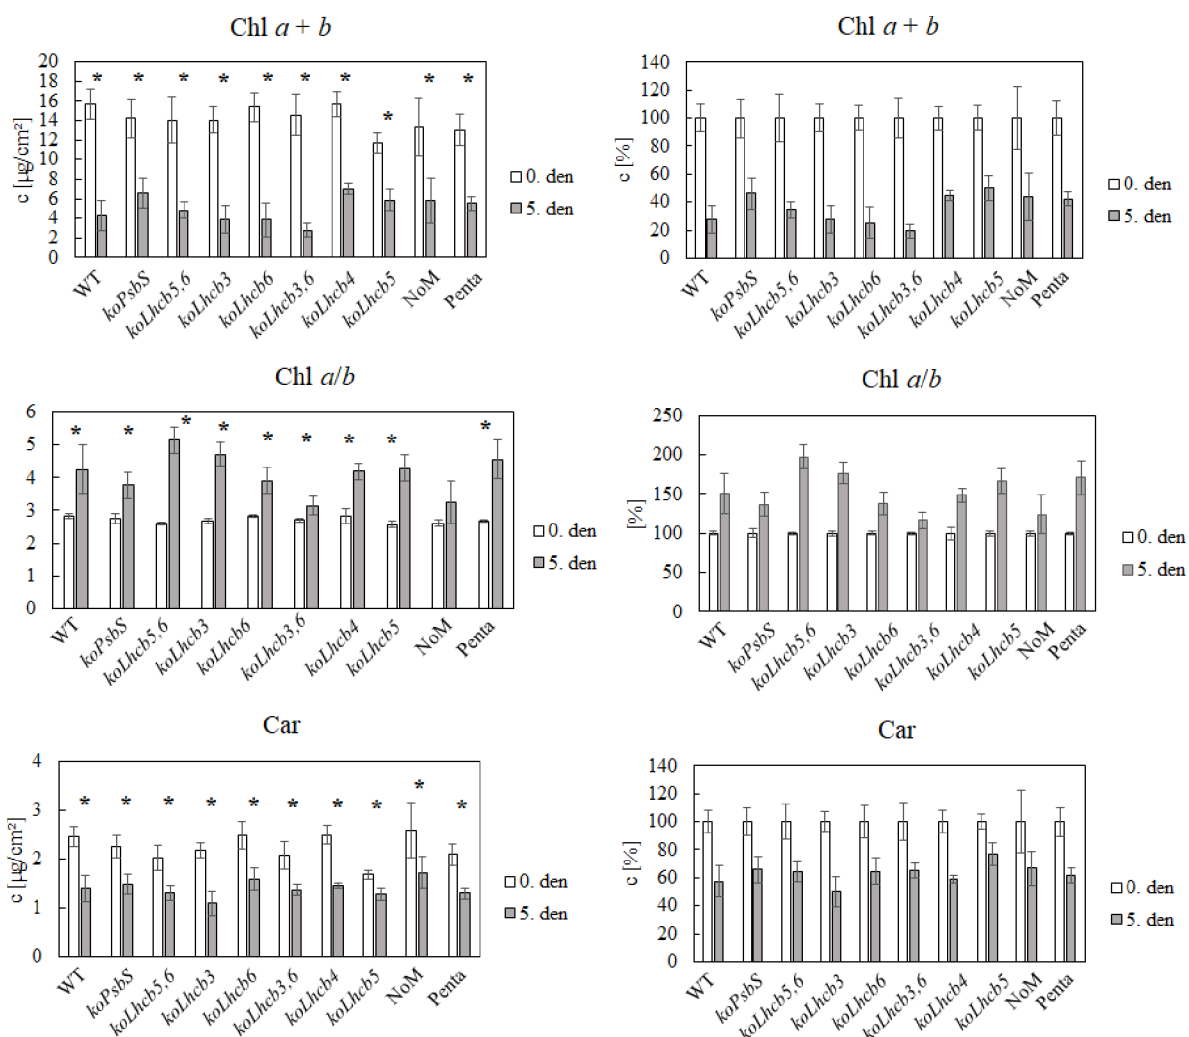 Chl a + b
20
18
16
14
12
10
8
6
4
2
0
c [µg/cm²]
* * * * * * * * * *
0. den
5. den
WT koPsbS koLhcb5,6 koLhcb3 koLhcb6 koLhcb3,6 koLhcb4 koLhcb5 NoM Penta
Chl a + b
140
120
100
80
60
40
20
0
c [%]
0. den
5. den
WT koPsbS koLhcb5,6 koLhcb3 koLhcb6 koLhcb3,6 koLhcb4 koLhcb5 NoM Penta
Chl a/b
6
5
4
3
2
1
0
* * * * * * * * *
0. den
5. den
WT koPsbS koLhcb5,6 koLhcb3 koLhcb6 koLhcb3,6 koLhcb4 koLhcb5 NoM Penta
Chl a/b
250
200
150
100
50
0
[%]
0. den
5. den
WT koPsbS koLhcb5,6 koLhcb3 koLhcb6 koLhcb3,6 koLhcb4 koLhcb5 NoM Penta
Car
4
3
2
1
0
c [µg/cm²]
* * * * * * * * * *
0. den
5. den
WT koPsbS koLhcb5,6 koLhcb3 koLhcb6 koLhcb3,6 koLhcb4 koLhcb5 NoM Penta
Car
140
120
100
80
60
40
20
0
c [%]
0. den
5. den
WT koPsbS koLhcb5,6 koLhcb3 koLhcb6 koLhcb3,6 koLhcb4 koLhcb5 NoM Penta